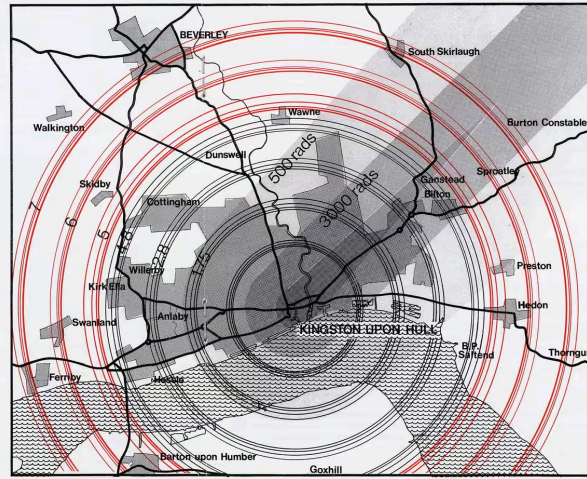 BEVERLEY
South Skirlaugh
Walkington
Wawne
Burton Constable
Dunswell
500 rads
3000 rads
Ganstead
Sproatley
Bilton
Skidby
Cottingham
7
6
5
2.8
1.5
Willerby
Kirk Ella
Preston
Swanland
Anlaby
Hedon
KINGSTON UPON HULL
B.P.
Saltend
Thorngu
Ferriby
Hessle
Barton upon Humber
Goxhill